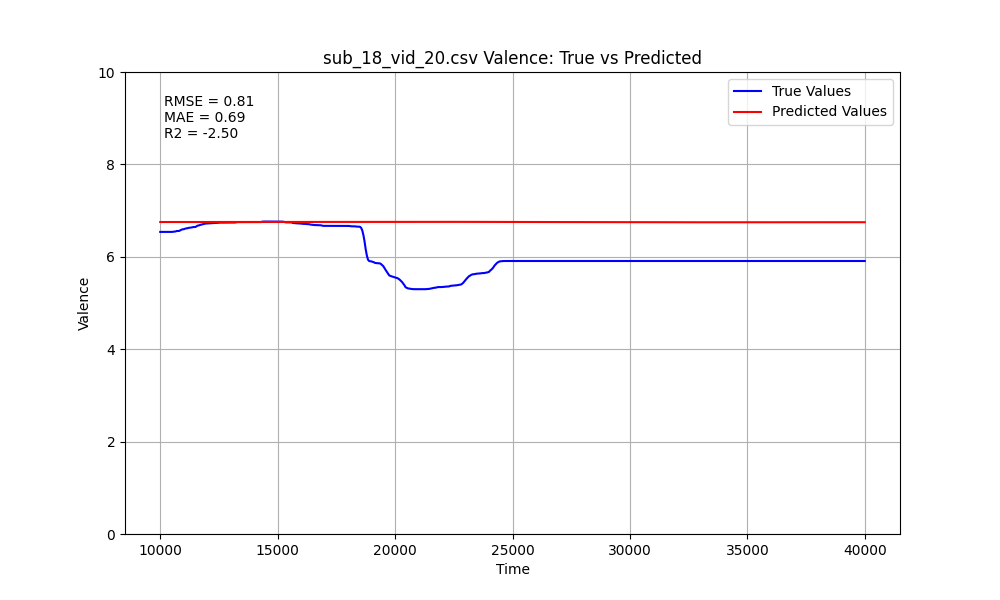 sub_18_vid_20.csv Valence: True vs Predicted
RMSE = 0.81
MAE = 0.69
R2 = -2.50
True Values
Predicted Values
Valence
10
8
6
4
2
0
10000 15000 20000 25000 30000 35000 40000
Time